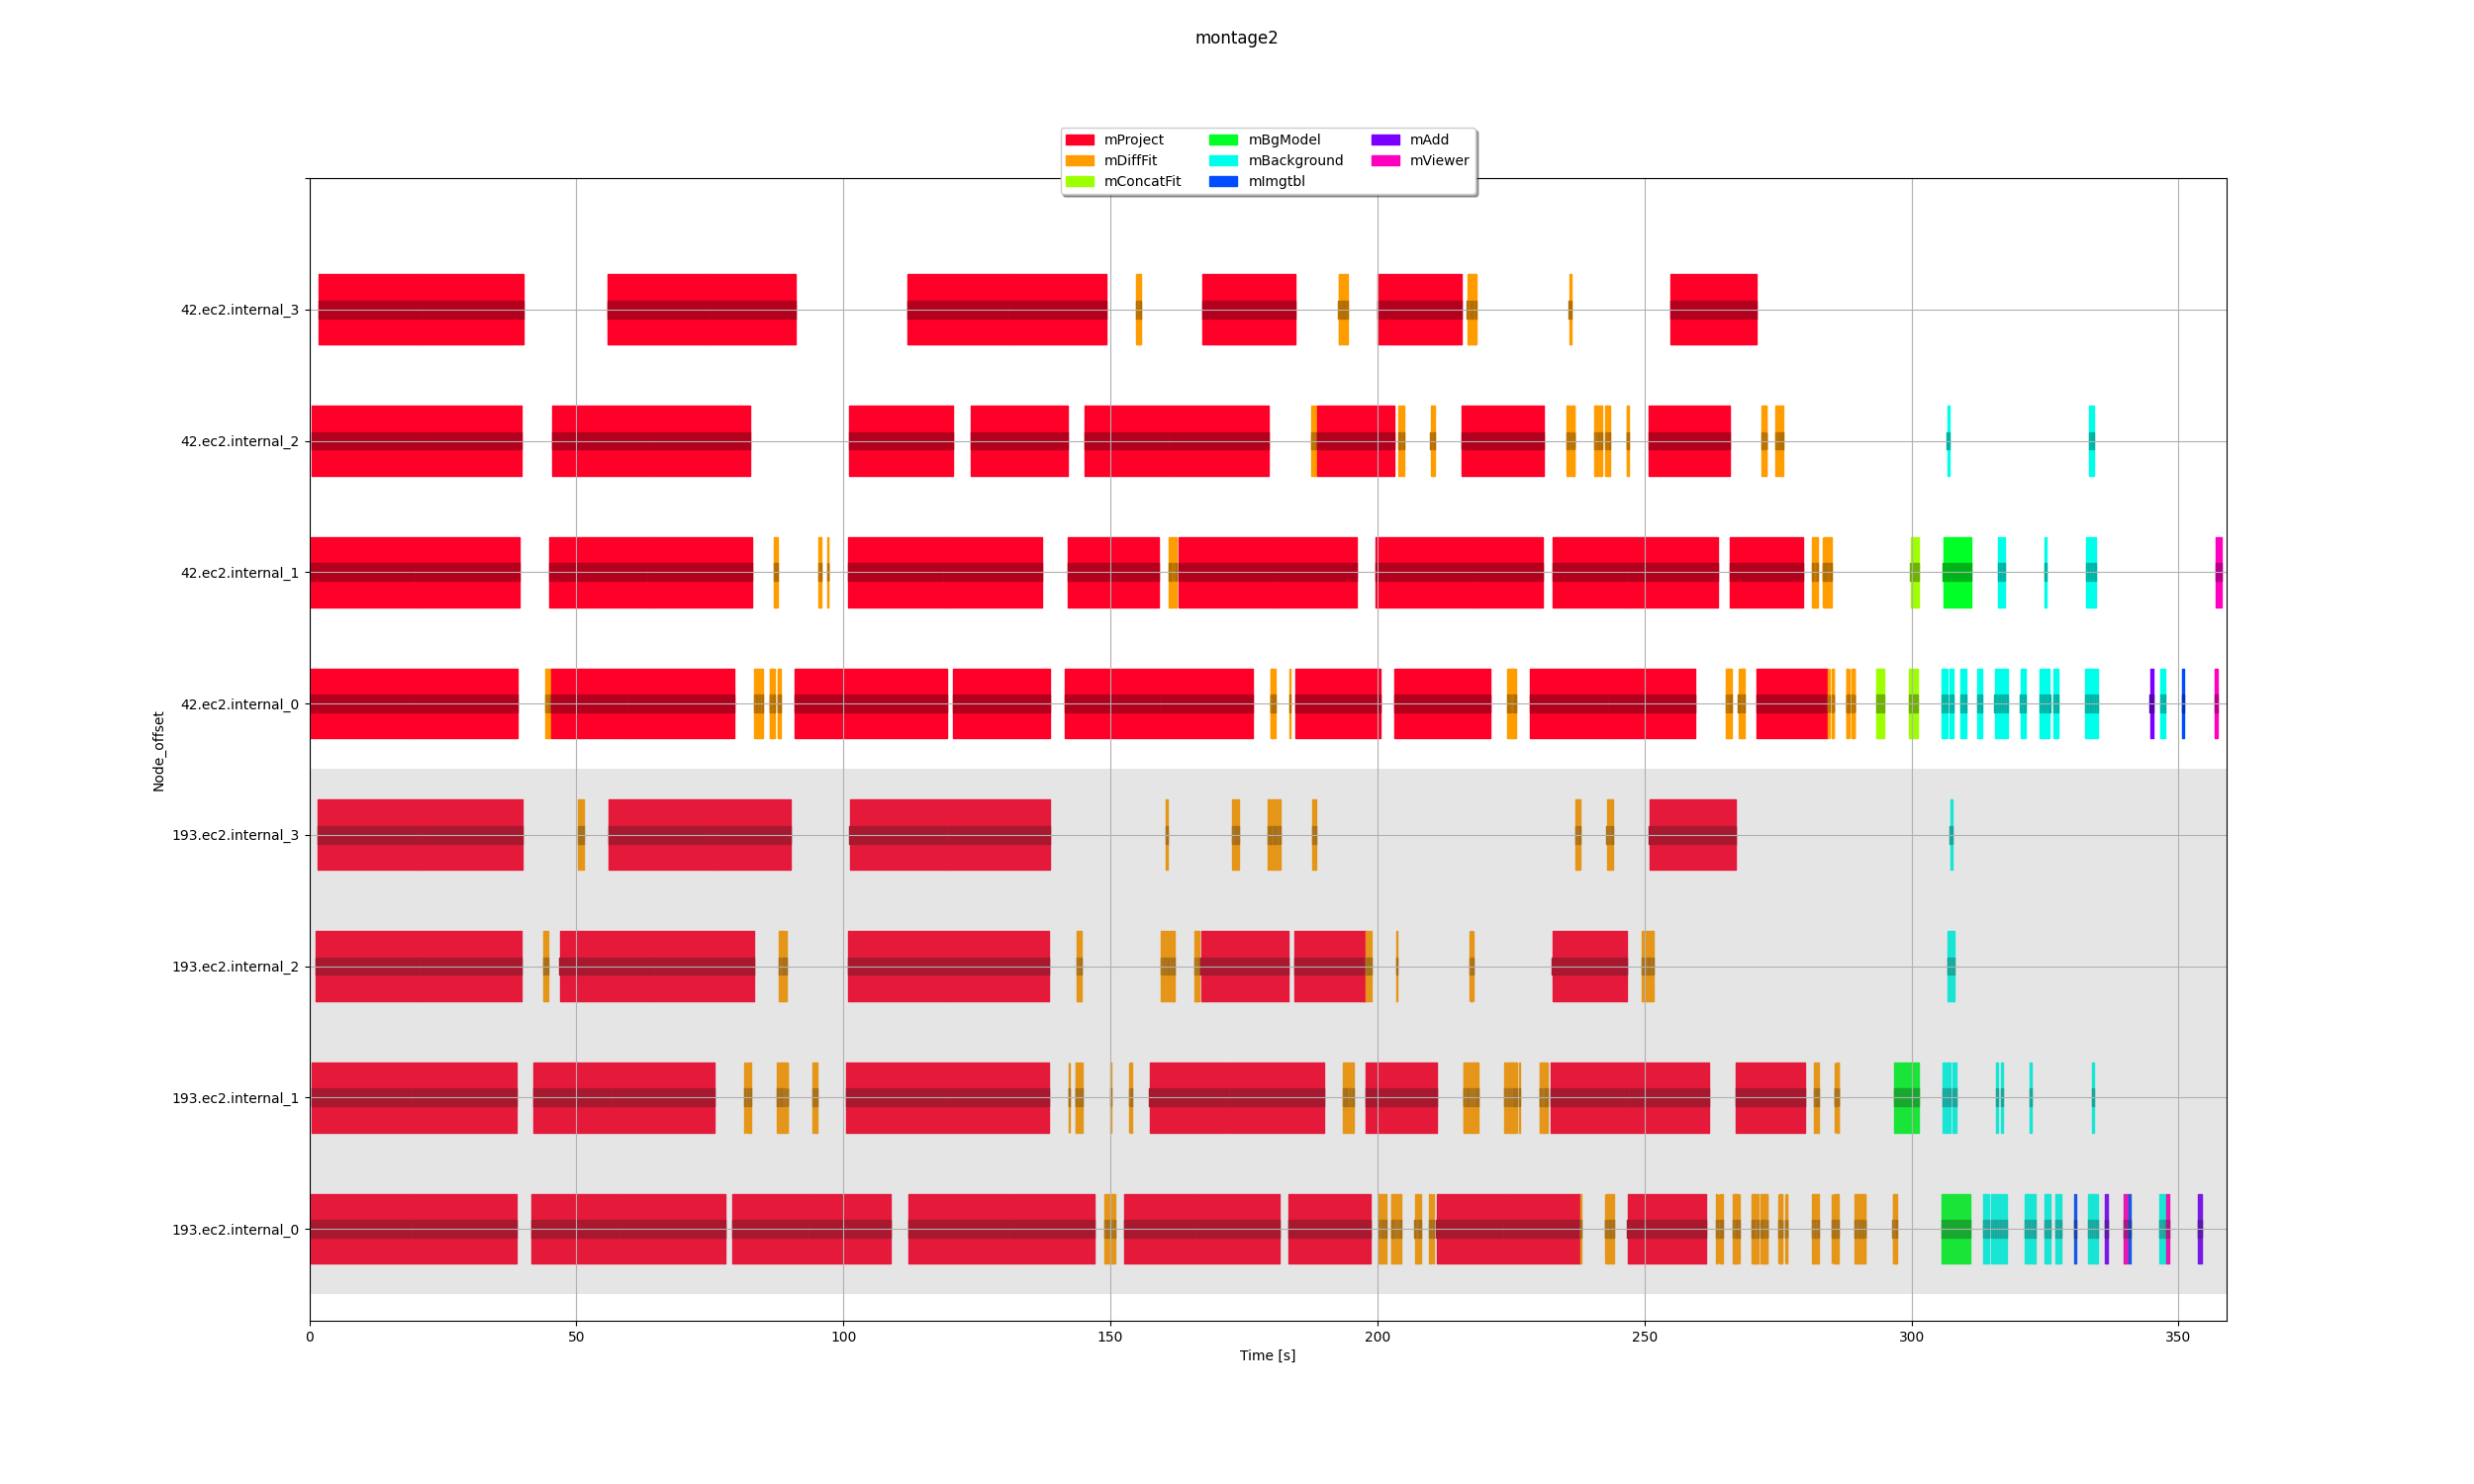 montage2
mProject mBgModel mAdd
mDiffFit mBackground mViewer
mConcatFit mImgtbl
42.ec2.internal_3
42.ec2.internal_2
42.ec2.internal_1
42.ec2.internal_0
193.ec2.internal_3
193.ec2.internal_2
193.ec2.internal_1
193.ec2.internal_0
Node_offset
0 50 100 150 200 250 300 350
Time [s]